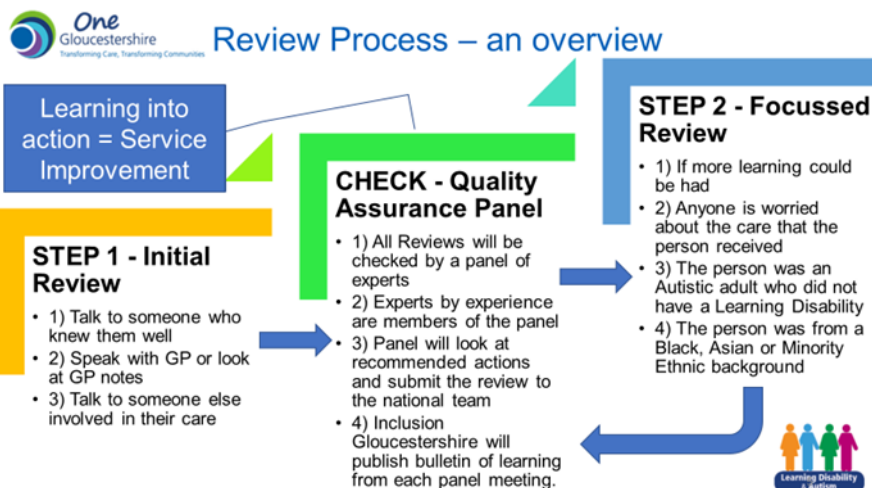 One
Gloucestershire
Transforming Care, Transforming Communities
Review Process – an overview
Learning into
action = Service
Improvement
STEP 1 - Initial
Review
• 1) Talk to someone who
knew them well
• 2) Speak with GP or look
at GP notes
• 3) Talk to someone else
involved in their care
CHECK - Quality
Assurance Panel
• 1) All Reviews will be
checked by a panel of
experts
• 2) Experts by experience
are members of the panel
• 3) Panel will look at
recommended actions
and submit the review to
the national team
• 4) Inclusion
Gloucestershire will
publish bulletin of learning
from each panel meeting.
STEP 2 - Focussed
Review
• 1) If more learning could
be had
• 2) Anyone is worried
about the care that the
person received
• 3) The person was an
Autistic adult who did not
have a Learning Disability
• 4) The person was from a
Black, Asian or Minority
Ethnic background
Learning Disability
& Autism